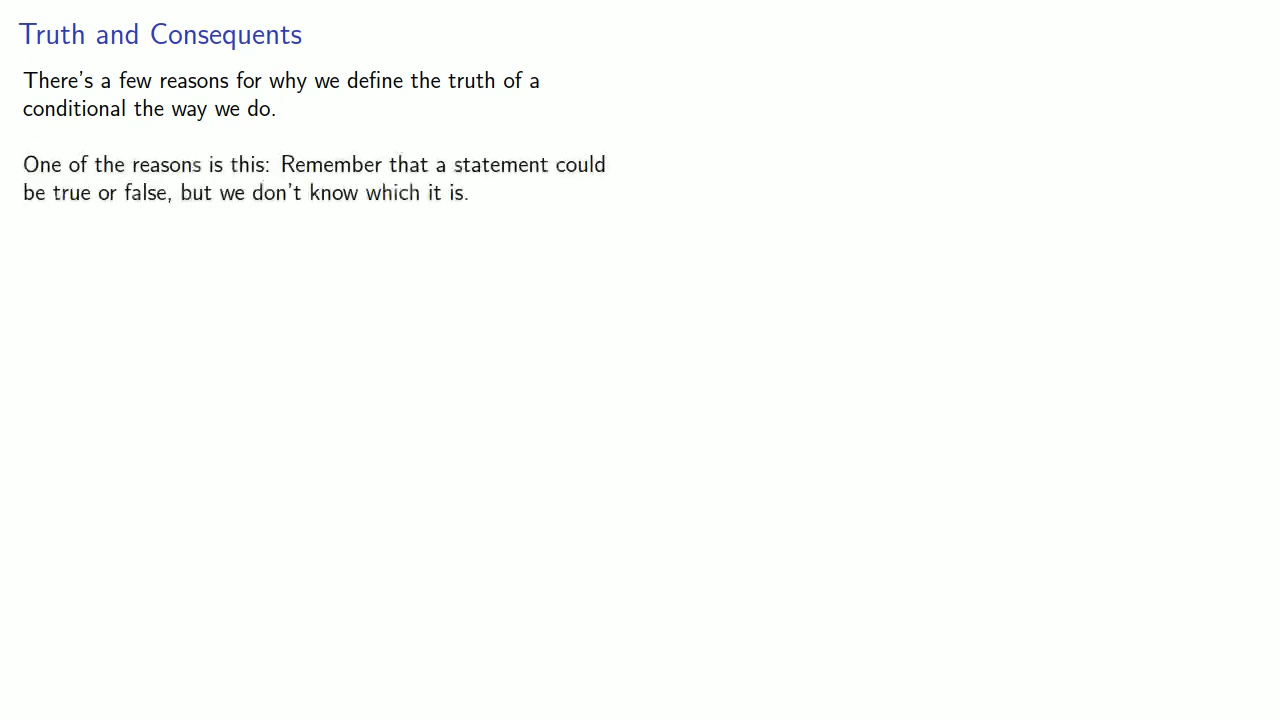 Truth and Consequents
There's a few reasons for why we define the truth of a
conditional the way we do.
One of the reasons is this: Remember that a statement could
be true or false, but we don't know which it is.